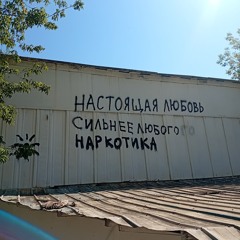 НАСТОЯЩАЯ ЛЮБОВЬ
СИЛЬНЕЕ ЛЮБОГО
НАРКОТИКА